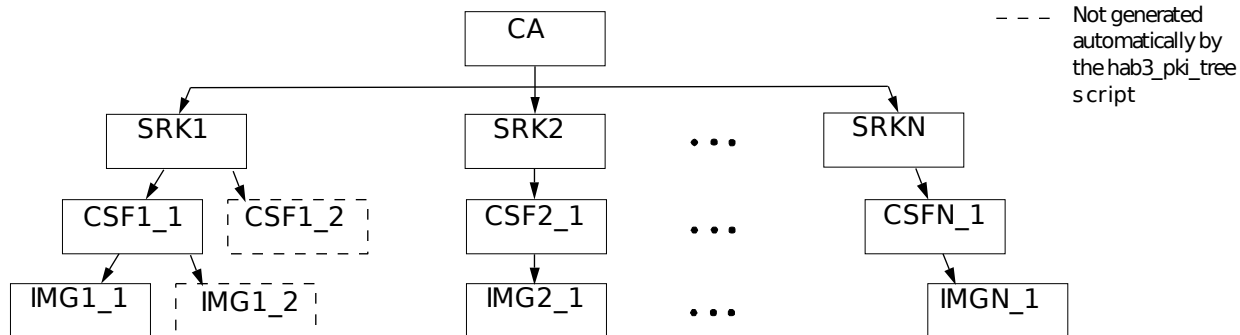 CA
Not generated
automatically by
the hab3_pki_tree
script
SRK1
SRK2
SRKN
CSF1_1
CSF1_2
CSF2_1
CSFN_1
IMG1_1
IMG1_2
IMG2_1
IMGN_1